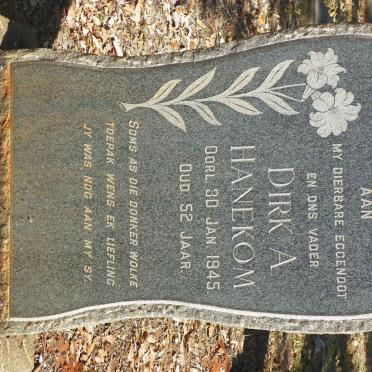 AAN
MY DIERBARE EGGENOOT
EN ONS VADER
DIRK A
HANEKOM
OORL. 30 JAN. 1945
OUD: 52 JAAR.
SOMS AS DIE DONKER WOLKE
TOEPAK WENS EK LIEFLING
JY WAS NOG AAN MY SY.